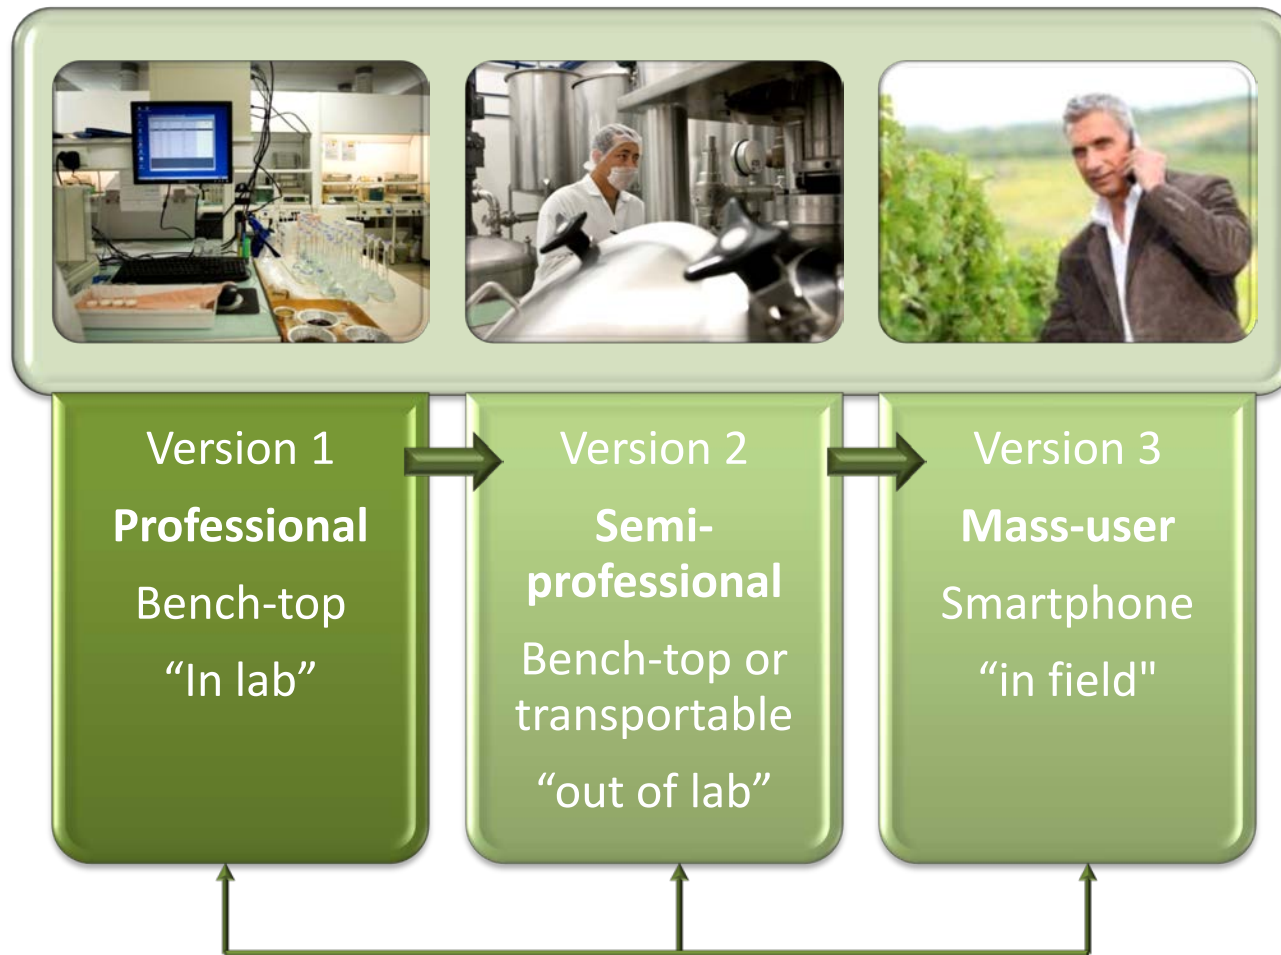 Version 1
Professional
Bench-top
“In lab”
Version 2
Semi-
professional
Bench-top or
transportable
“out of lab”
Version 3
Mass-user
Smartphone
“in field"